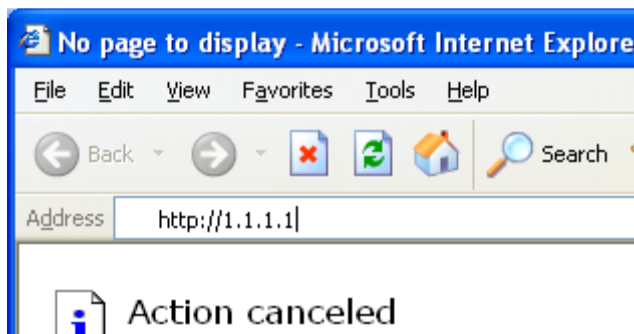 No page to display - Microsoft Internet Explore
File Edit View Favorites Tools Help
Back Search
Address http://1.1.1.1
Action canceled